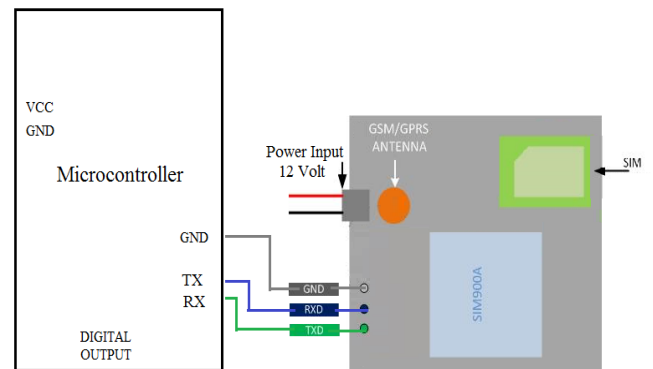 VCC
GND
Microcontroller
GND
TX
RX
DIGITAL
OUTPUT
Power Input
12 Volt
GSM/GPRS
ANTENNA
SIM
GND
RXD
TXD
SIM900A